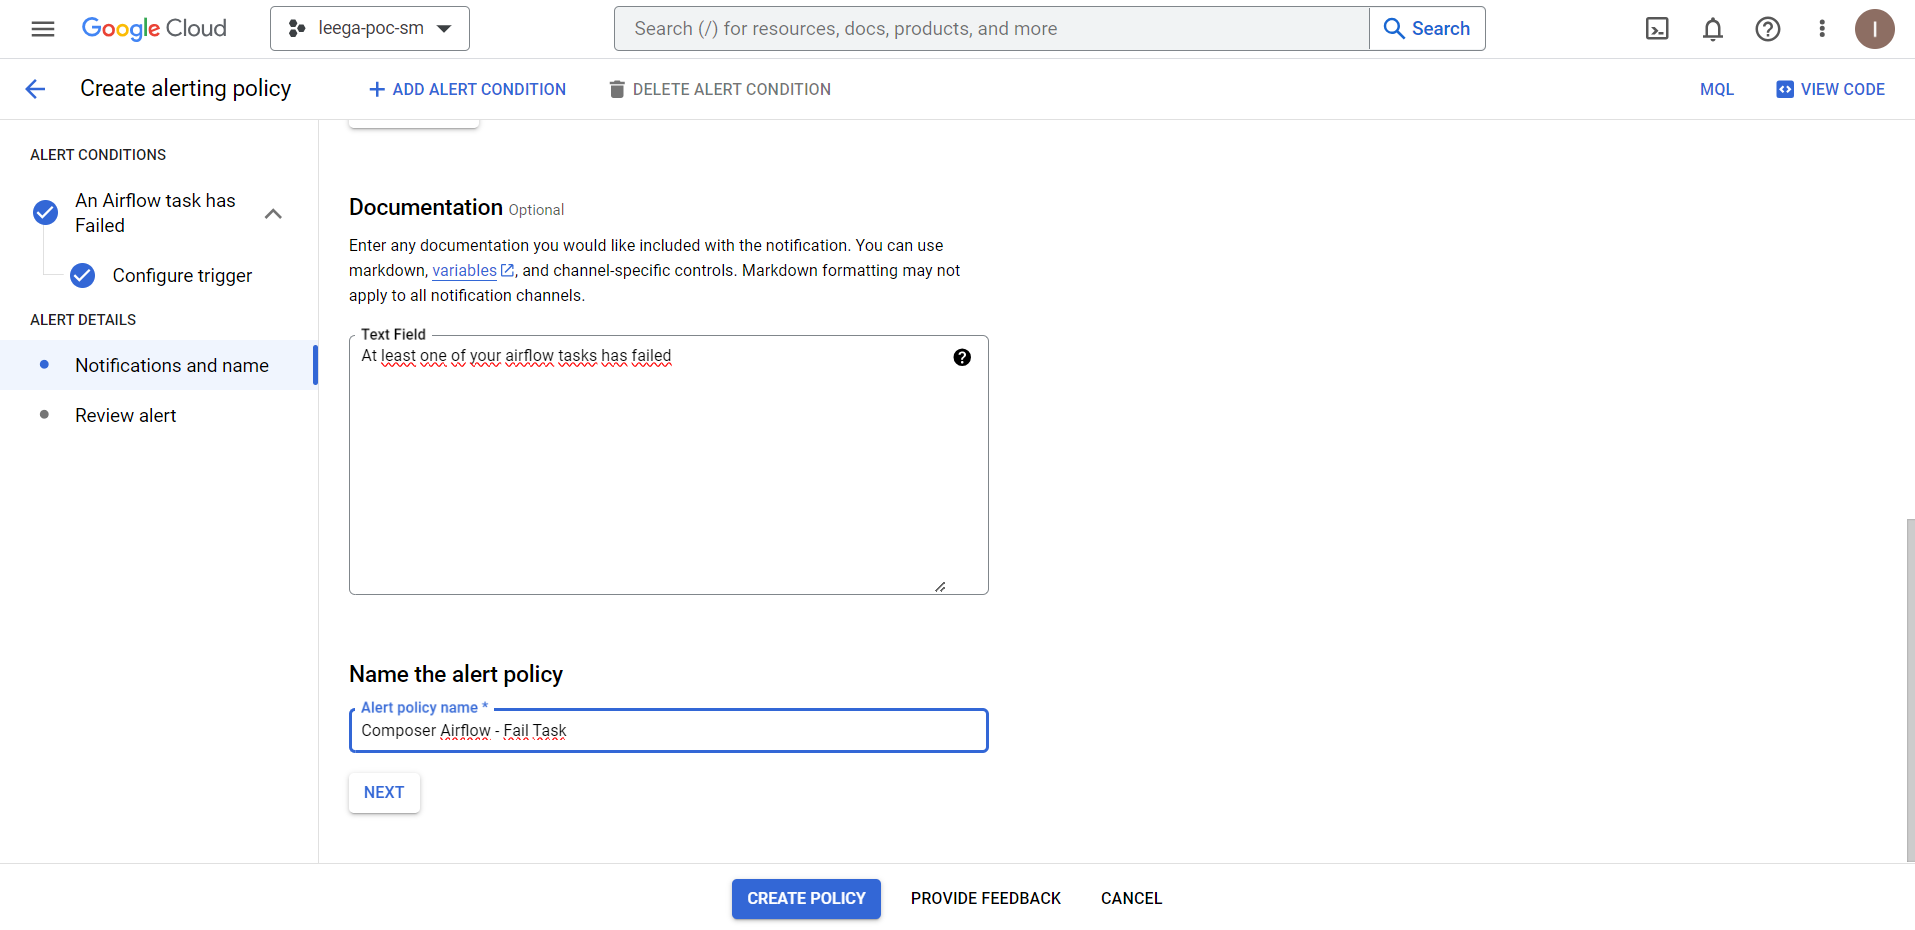 Google Cloud
leega-poc-sm
Search (/) for resources, docs, products, and more
Search
I
Create alerting policy
ADD ALERT CONDITION
DELETE ALERT CONDITION
MQL
VIEW CODE
ALERT CONDITIONS
An Airflow task has
Failed
Configure trigger
ALERT DETAILS
Notifications and name
Review alert
Documentation Optional
Enter any documentation you would like included with the notification. You can use
markdown, variables, and channel-specific controls. Markdown formatting may not
apply to all notification channels.
Text Field
At least one of your airflow tasks has failed
Name the alert policy
Alert policy name *
Composer Airflow - Fail Task
NEXT
CREATE POLICY
PROVIDE FEEDBACK
CANCEL